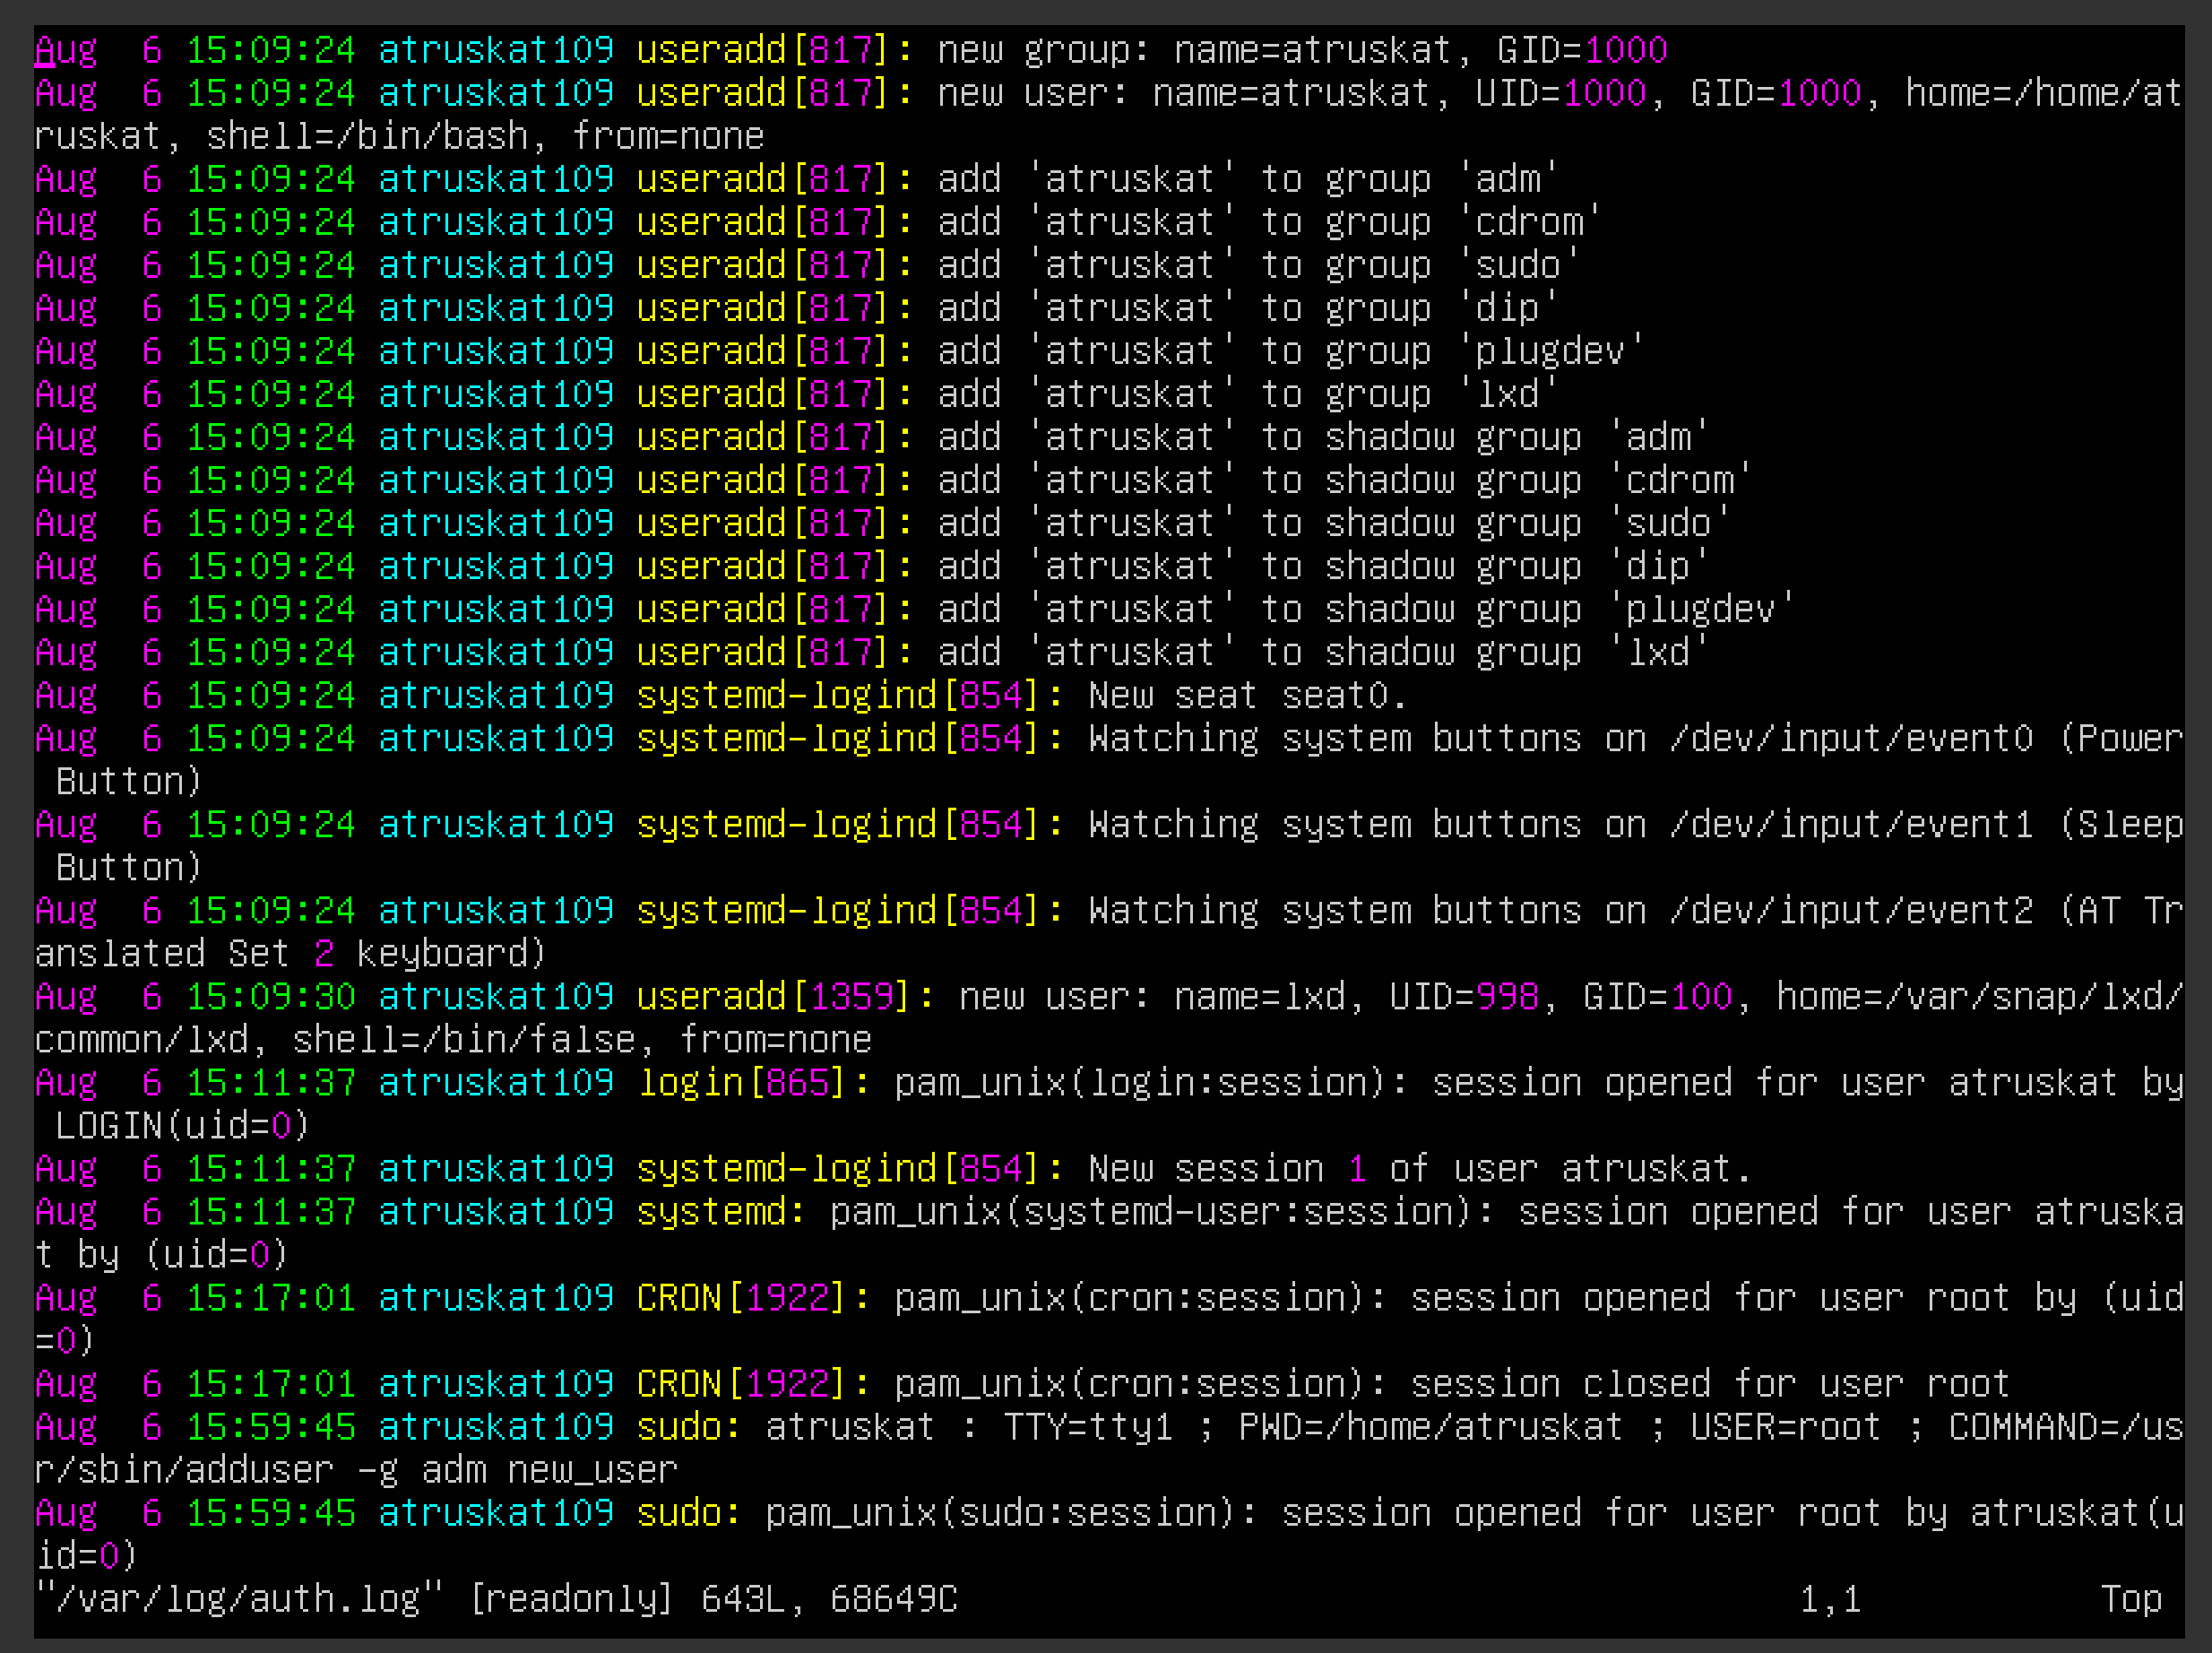 Aug  6 15:09:24 atruskat109 useradd[817]: new group: name=atruskat, GID=1000
Aug  6 15:09:24 atruskat109 useradd[817]: new user: name=atruskat, UID=1000, GID=1000, home=/home/at
ruskat, shell=/bin/bash, from=none
Aug  6 15:09:24 atruskat109 useradd[817]: add 'atruskat' to group 'adm'
Aug  6 15:09:24 atruskat109 useradd[817]: add 'atruskat' to group 'cdrom'
Aug  6 15:09:24 atruskat109 useradd[817]: add 'atruskat' to group 'sudo'
Aug  6 15:09:24 atruskat109 useradd[817]: add 'atruskat' to group 'dip'
Aug  6 15:09:24 atruskat109 useradd[817]: add 'atruskat' to group 'plugdev'
Aug  6 15:09:24 atruskat109 useradd[817]: add 'atruskat' to group 'lxd'
Aug  6 15:09:24 atruskat109 useradd[817]: add 'atruskat' to shadow group 'adm'
Aug  6 15:09:24 atruskat109 useradd[817]: add 'atruskat' to shadow group 'cdrom'
Aug  6 15:09:24 atruskat109 useradd[817]: add 'atruskat' to shadow group 'sudo'
Aug  6 15:09:24 atruskat109 useradd[817]: add 'atruskat' to shadow group 'dip'
Aug  6 15:09:24 atruskat109 useradd[817]: add 'atruskat' to shadow group 'plugdev'
Aug  6 15:09:24 atruskat109 useradd[817]: add 'atruskat' to shadow group 'lxd'
Aug  6 15:09:24 atruskat109 systemd-logind[854]: New seat seat0.
Aug  6 15:09:24 atruskat109 systemd-logind[854]: Watching system buttons on /dev/input/event0 (Power
 Button)
Aug  6 15:09:24 atruskat109 systemd-logind[854]: Watching system buttons on /dev/input/event1 (Sleep
 Button)
Aug  6 15:09:24 atruskat109 systemd-logind[854]: Watching system buttons on /dev/input/event2 (AT Tr
anslated Set 2 keyboard)
Aug  6 15:09:30 atruskat109 useradd[1359]: new user: name=lxd, UID=998, GID=100, home=/var/snap/lxd/
common/lxd, shell=/bin/false, from=none
Aug  6 15:11:37 atruskat109 login[865]: pam_unix(login:session): session opened for user atruskat by
 LOGIN(uid=0)
Aug  6 15:11:37 atruskat109 systemd-logind[854]: New session 1 of user atruskat.
Aug  6 15:11:37 atruskat109 systemd: pam_unix(systemd-user:session): session opened for user atruska
t by (uid=0)
Aug  6 15:17:01 atruskat109 CRON[1922]: pam_unix(cron:session): session opened for user root by (uid
=0)
Aug  6 15:17:01 atruskat109 CRON[1922]: pam_unix(cron:session): session closed for user root
Aug  6 15:59:45 atruskat109 sudo: atruskat : TTY=tty1 ; PWD=/home/atruskat ; USER=root ; COMMAND=/us
r/sbin/adduser -g adm new_user
Aug  6 15:59:45 atruskat109 sudo: pam_unix(sudo:session): session opened for user root by atruskat(u
id=0)
"/var/log/auth.log" [readonly] 643L, 68649C 1,1 Top